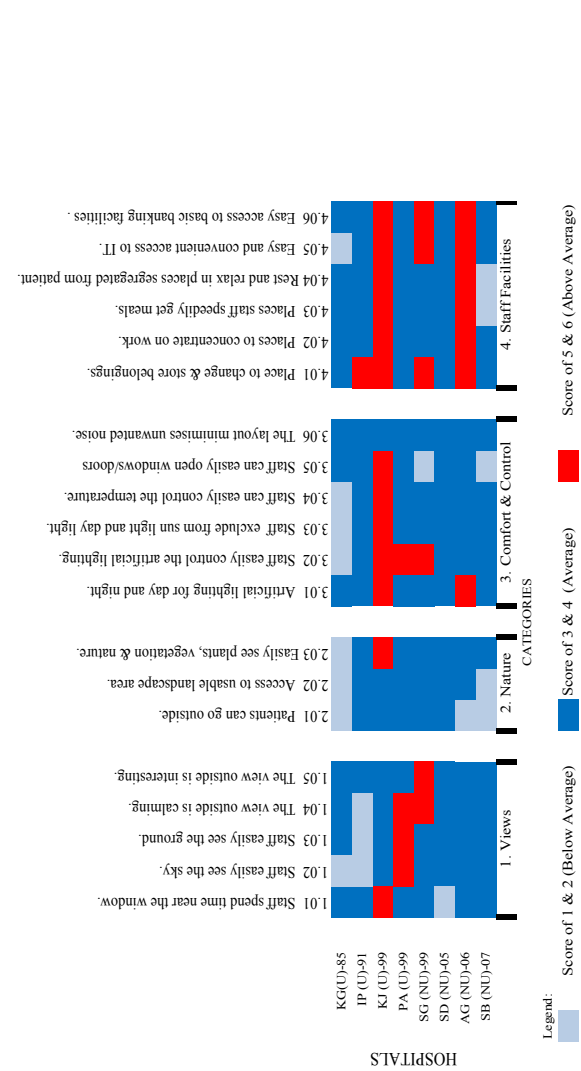 4.06 Easy access to basic banking facilities .
4.05 Easy and convenient access to IT.
4.04 Rest and relax in places segregated from patient.
4.03 Places staff speedily get meals.
4.02 Places to concentrate on work.
4.01 Place to change & store belongings.
3.06 The layout minimises unwanted noise.
3.05 Staff can easily open windows/doors
3.04 Staff can easily control the temperature.
3.03 Staff exclude from sun light and day light.
3.02 Staff easily control the artificial lighting.
3.01 Artificial lighting for day and night.
2.03 Easily see plants, vegetation & nature.
2.02 Access to usable landscape area.
2.01 Patients can go outside.
1.05 The view outside is interesting.
1.04 The view outside is calming.
1.03 Staff easily see the ground.
1.02 Staff easily see the sky.
1.01 Staff spend time near the window.
HOSPITALS
KG(U)-85
IP (U)-91
KJ (U)-99
PA (U)-99
SG (NU)-99
SD (NU)-05
AG (NU)-06
SB (NU)-07
1. Views
2. Nature
3. Comfort & Control
4. Staff Facilities
CATEGORIES
Legend:
Score of 1 & 2 (Below Average)
Score of 3 & 4 (Average)
Score of 5 & 6 (Above Average)